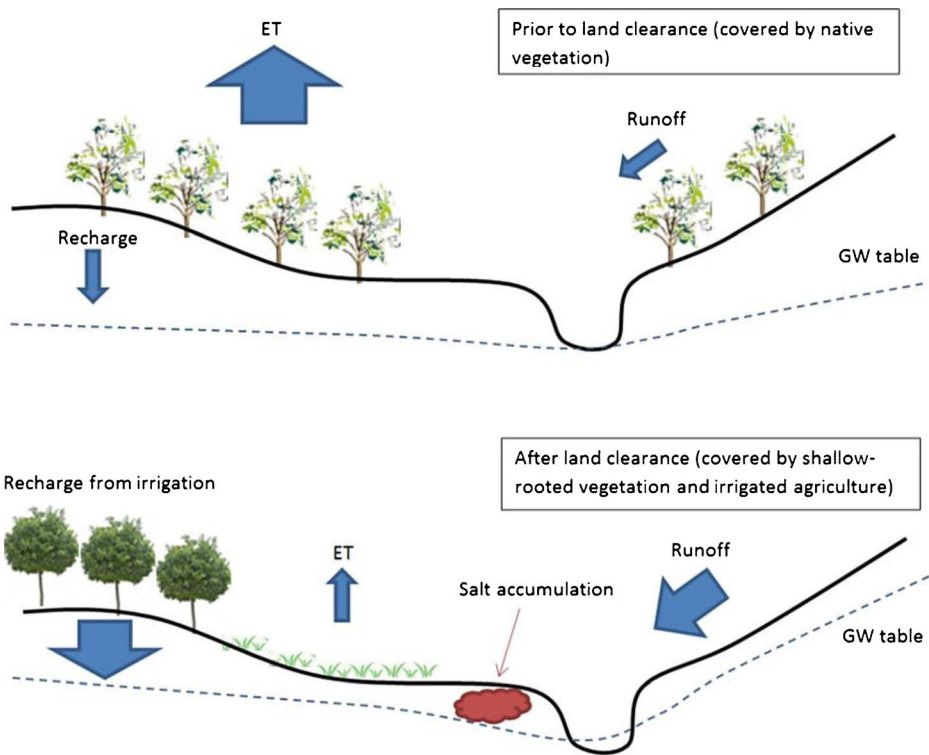 ET
Prior to land clearance (covered by native
vegetation)
Runoff
Recharge
GW table
After land clearance (covered by shallow-
rooted vegetation and irrigated agriculture)
Recharge from irrigation
ET
Runoff
Salt accumulation
GW table